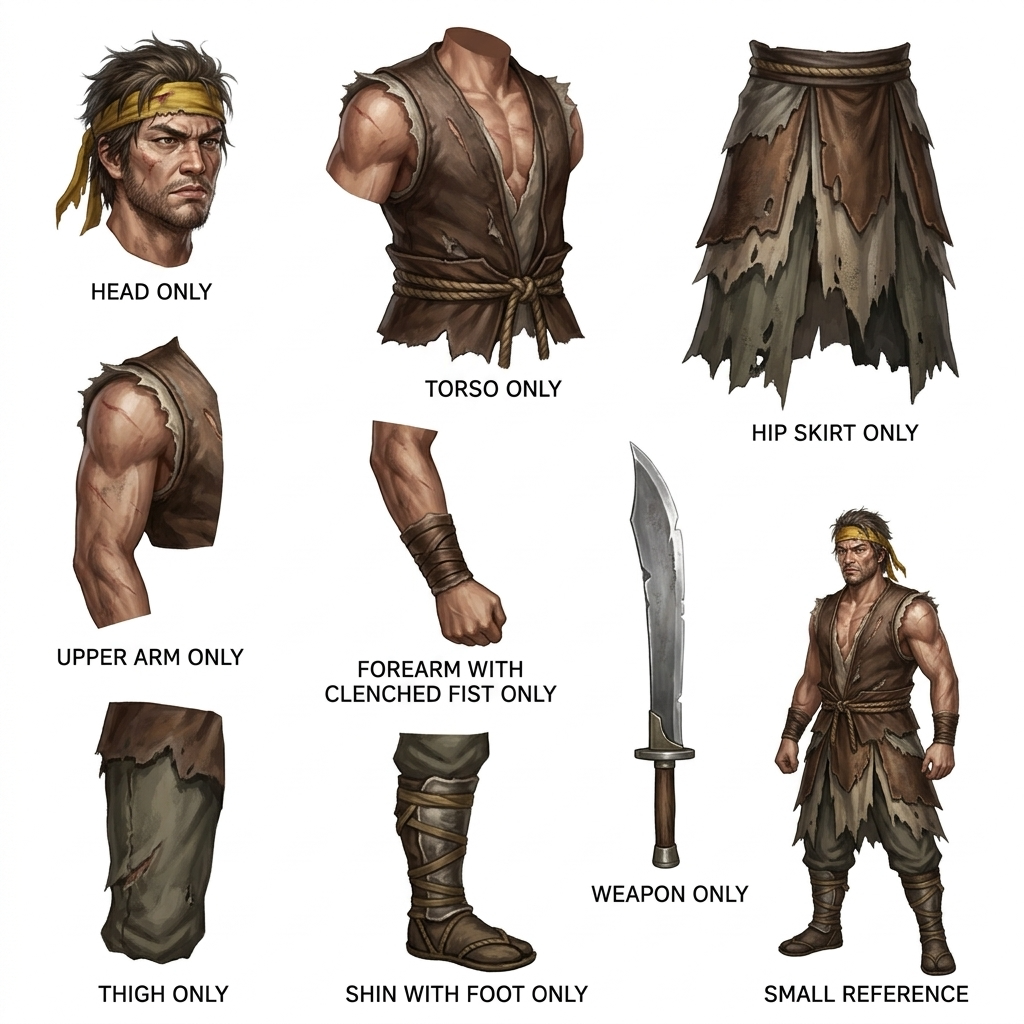 HEAD ONLY
TORSO ONLY
HIP SKIRT ONLY
UPPER ARM ONLY
FOREARM WITH
CLENCHED FIST ONLY
WEAPON ONLY
THIGH ONLY
SHIN WITH FOOT ONLY
SMALL REFERENCE